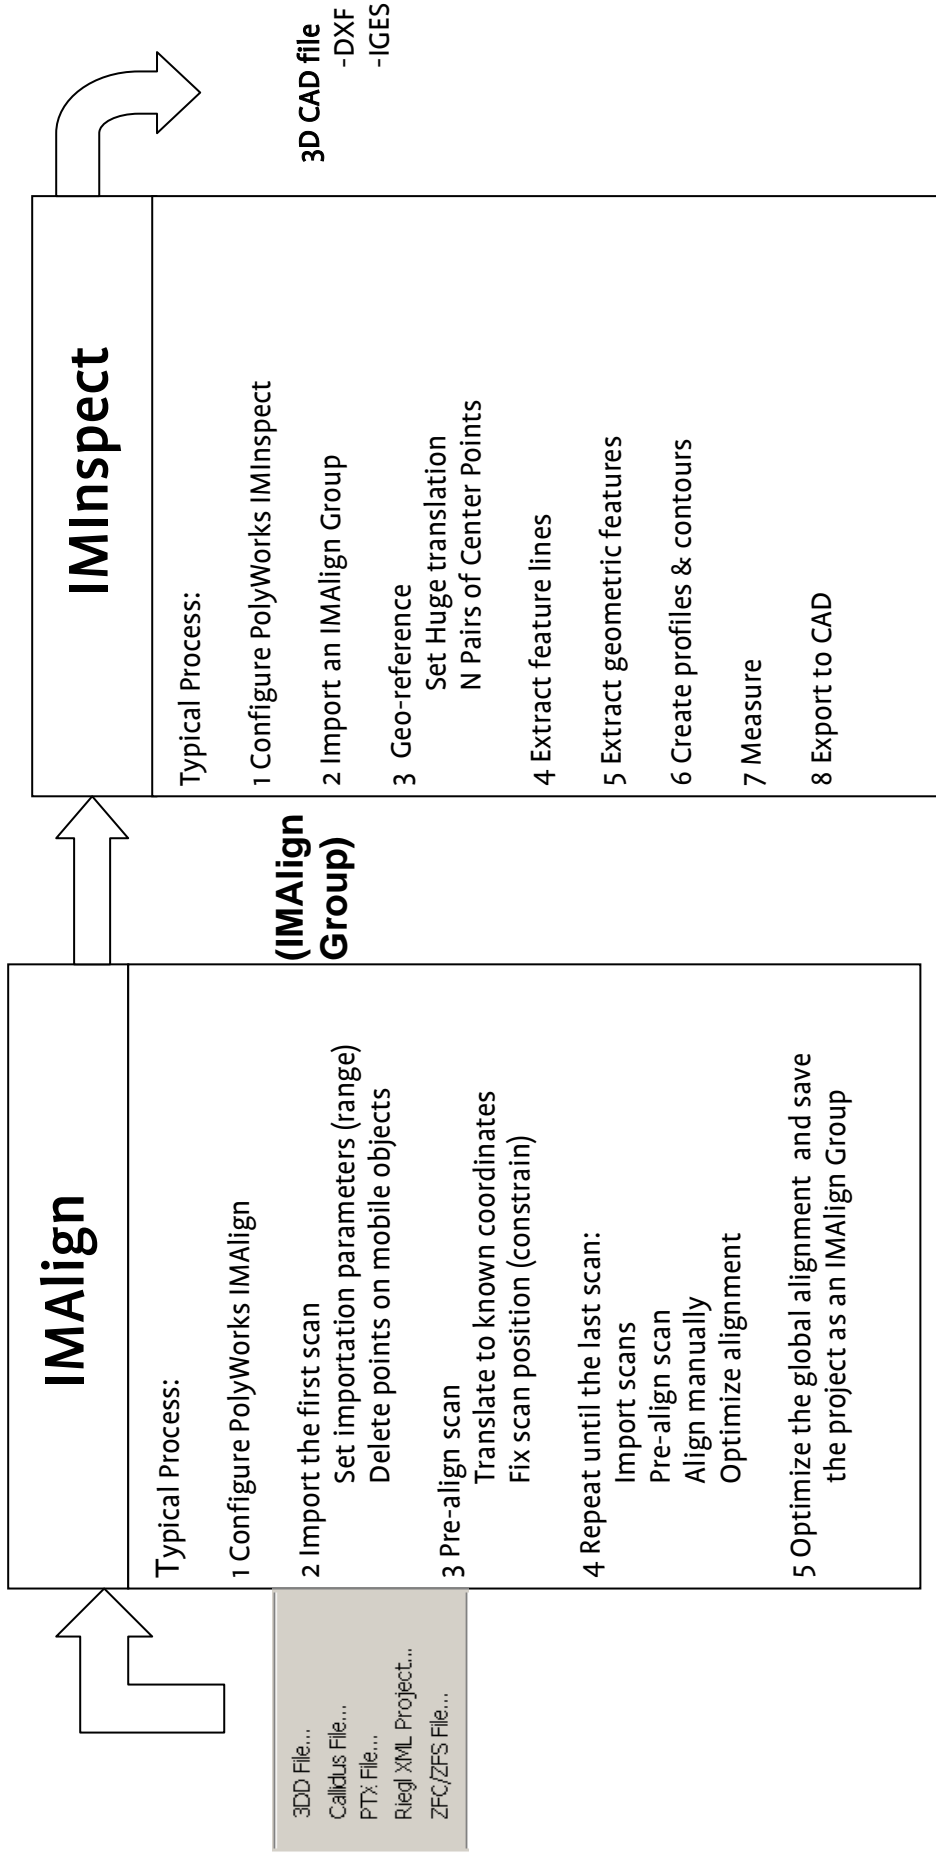 3DD File...
Callidus File...
PTX File...
Riegl XML Project...
ZFC/ZFS File...
IMAlign
Typical Process:
1 Configure PolyWorks IMAlign
2 Import the first scan
Set importation parameters (range)
Delete points on mobile objects
3 Pre-align scan
Translate to known coordinates
Fix scan position (constrain)
4 Repeat until the last scan:
Import scans
Pre-align scan
Align manually
Optimize alignment
5 Optimize the global alignment and save
the project as an IMAlign Group
(IMAlign
Group)
IMInspect
Typical Process:
1 Configure PolyWorks IMInspect
2 Import an IMAlign Group
3 Geo-reference
Set Huge translation
N Pairs of Center Points
4 Extract feature lines
5 Extract geometric features
6 Create profiles & contours
7 Measure
8 Export to CAD
3D CAD file
-DXF
-IGES